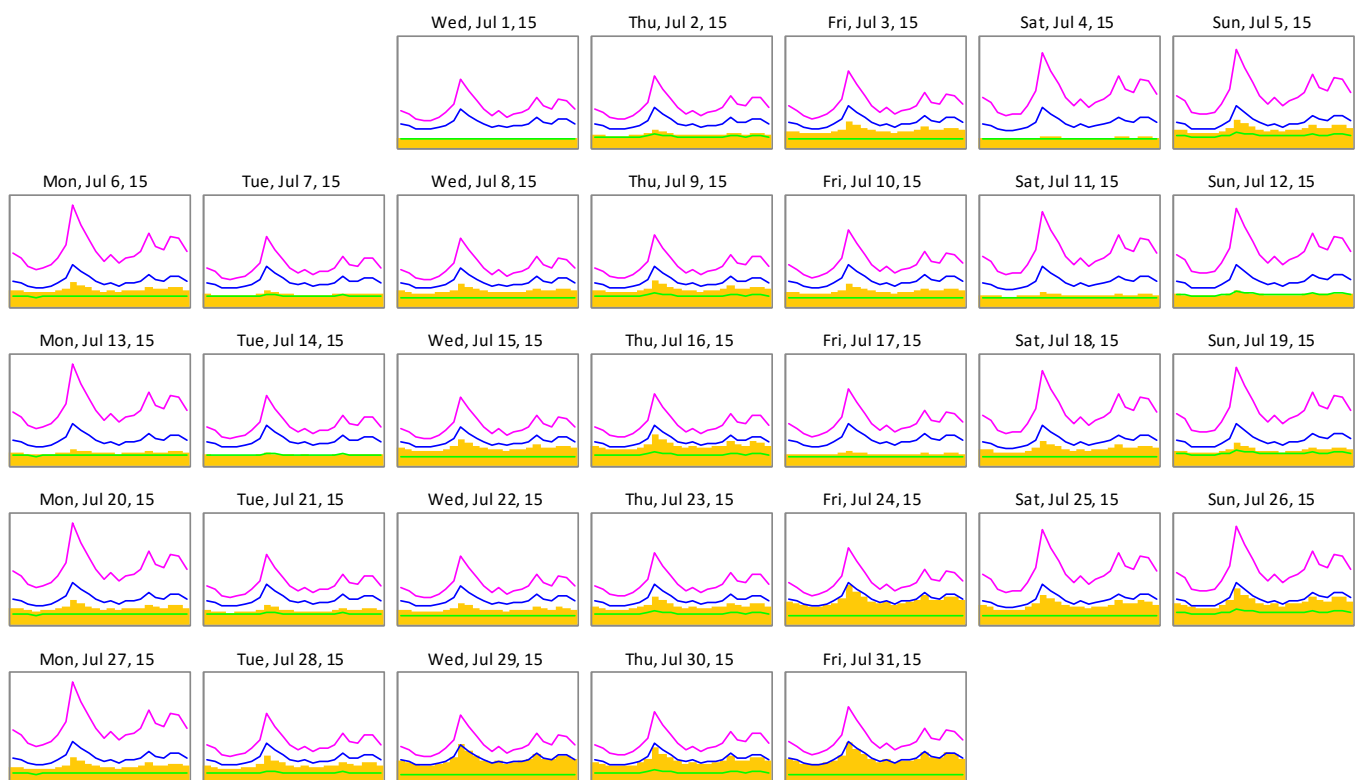 Wed, Jul 1, 15
Thu, Jul 2, 15
Fri, Jul 3, 15
Sat, Jul 4, 15
Sun, Jul 5, 15
Mon, Jul 6, 15
Tue, Jul 7, 15
Wed, Jul 8, 15
Thu, Jul 9, 15
Fri, Jul 10, 15
Sat, Jul 11, 15
Sun, Jul 12, 15
Mon, Jul 13, 15
Tue, Jul 14, 15
Wed, Jul 15, 15
Thu, Jul 16, 15
Fri, Jul 17, 15
Sat, Jul 18, 15
Sun, Jul 19, 15
Mon, Jul 20, 15
Tue, Jul 21, 15
Wed, Jul 22, 15
Thu, Jul 23, 15
Fri, Jul 24, 15
Sat, Jul 25, 15
Sun, Jul 26, 15
Mon, Jul 27, 15
Tue, Jul 28, 15
Wed, Jul 29, 15
Thu, Jul 30, 15
Fri, Jul 31, 15